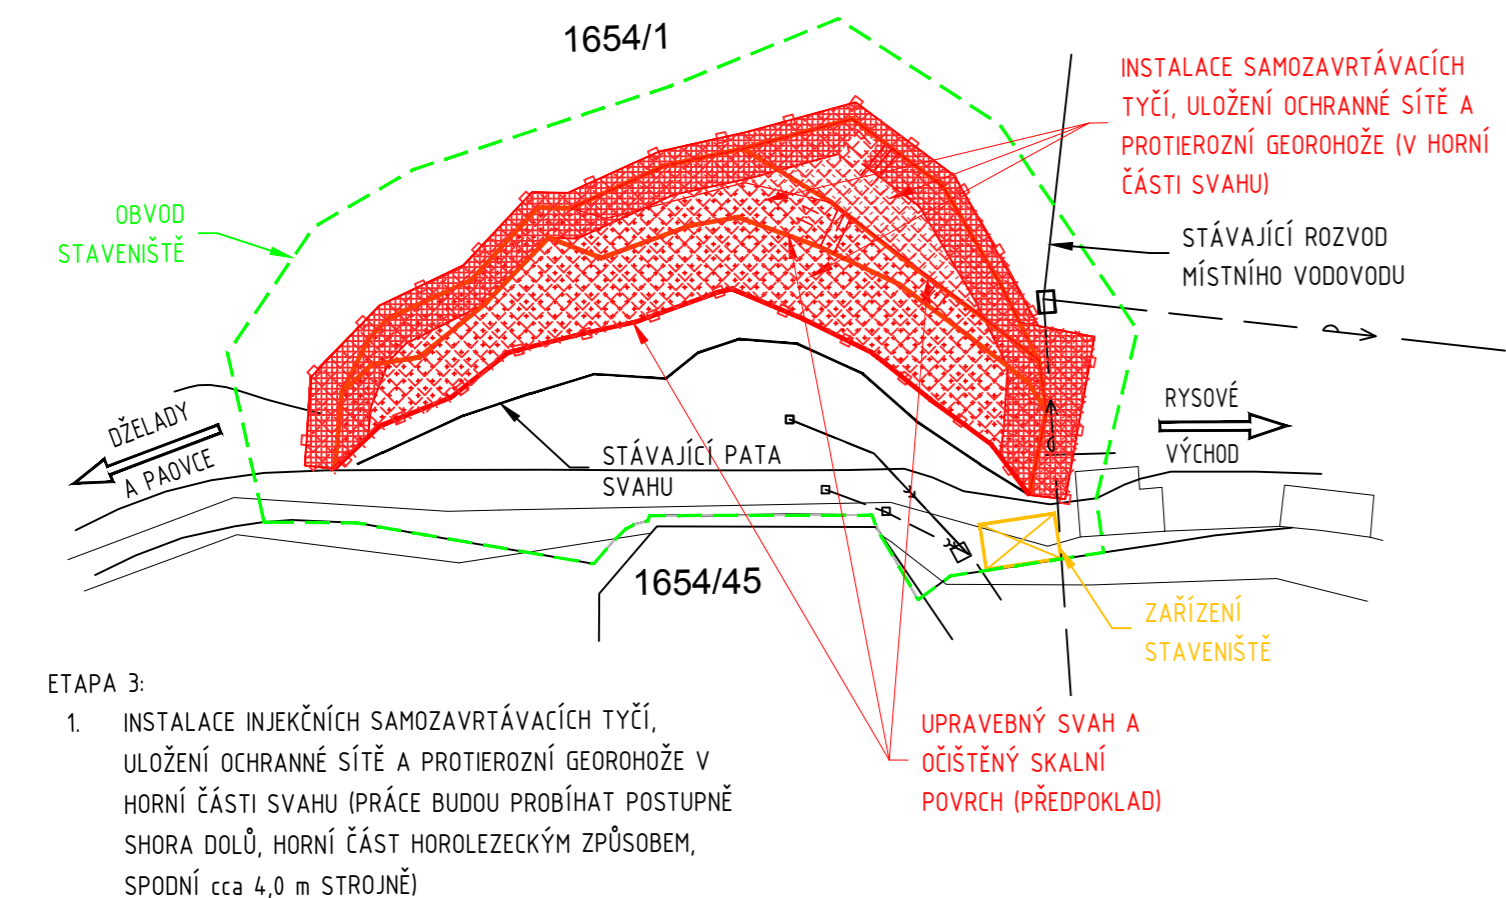 1654/1
INSTALACE SAMOZAVRTÁVACÍCH
TYČÍ, ULOŽENÍ OCHRANNÉ SÍTĚ A
PROTIEROZNÍ GEOROHOŽE (V HORNÍ
ČÁSTI SVAHU)
OBVOD
STAVENIŠTĚ
STÁVAJÍCÍ ROZVOD
MÍSTNÍHO VODOVODU
DŽELADY
A PAOVCE
RYSOVÉ
VÝCHOD
STÁVAJÍCÍ PATA
SVAHU
1654/45
ZAŘÍZENÍ
STAVENIŠTĚ
UPRAVEBNÝ SVAH A
OČIŠTĚNÝ SKALNÍ
POVRCH (PŘEDPOKLAD)
ETAPA 3:
1. INSTALACE INJEKČNÍCH SAMOZAVRTÁVACÍCH TYČÍ,
ULOŽENÍ OCHRANNÉ SÍTĚ A PROTIEROZNÍ GEOROHOŽE V
HORNÍ ČÁSTI SVAHU (PRÁCE BUDOU PROBÍHAT POSTUPNĚ
SHORA DOLŮ, HORNÍ ČÁST HOROLEZECKÝM ZPŮSOBEM,
SPODNÍ cca 4,0 m STROJNĚ)